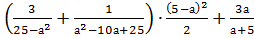 (3/(25−a²) + 1/(a²−10a+25)) · (5−a)²/2 + 3a/(a+5)